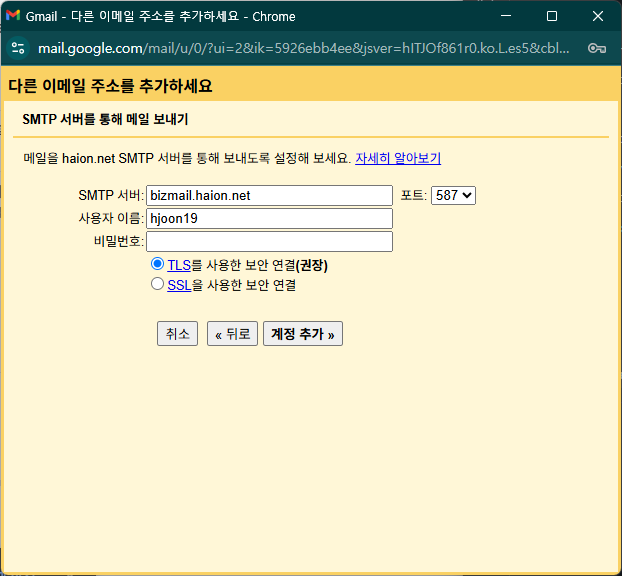 Gmail - 다른 이메일 주소를 추가하세요 - Chrome
mail.google.com/mail/u/0/?ui=2&ik=5926ebb4ee&jsver=hITJOf861r0.ko.L.es5&cbl...
다른 이메일 주소를 추가하세요
SMTP 서버를 통해 메일 보내기
메일을 haion.net SMTP 서버를 통해 보내도록 설정해 보세요. 자세히 알아보기
SMTP 서버: bizmail.haion.net 포트: 587
사용자 이름: hjoon19
비밀번호:
TLS를 사용한 보안 연결(권장)
SSL을 사용한 보안 연결
취소 « 뒤로 계정 추가 »